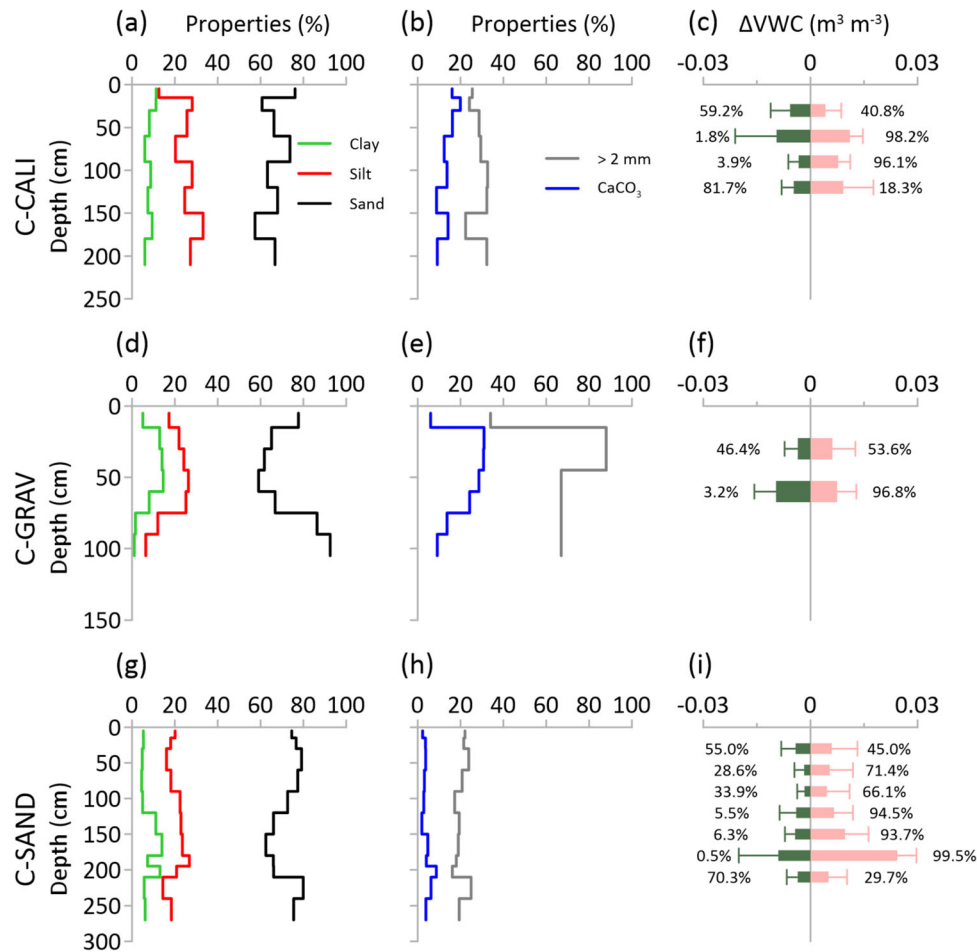 (a) Properties (%) (b) Properties (%) (c) ΔVWC (m³ m⁻³)
0 20 40 60 80 100 0 20 40 60 80 100 -0.03 0 0.03
C-CALI
Depth (cm)
0
50
100
150
200
250
Clay
Silt
Sand
> 2 mm
CaCO₃
59.2% 40.8%
1.8% 98.2%
3.9% 96.1%
81.7% 18.3%
(d) (e) (f)
0 20 40 60 80 100 0 20 40 60 80 100 -0.03 0 0.03
C-GRAV
Depth (cm)
0
50
100
150
46.4% 53.6%
3.2% 96.8%
(g) (h) (i)
0 20 40 60 80 100 0 20 40 60 80 100 -0.03 0 0.03
C-SAND
Depth (cm)
0
50
100
150
200
250
300
55.0% 45.0%
28.6% 71.4%
33.9% 66.1%
5.5% 94.5%
6.3% 93.7%
0.5% 99.5%
70.3% 29.7%